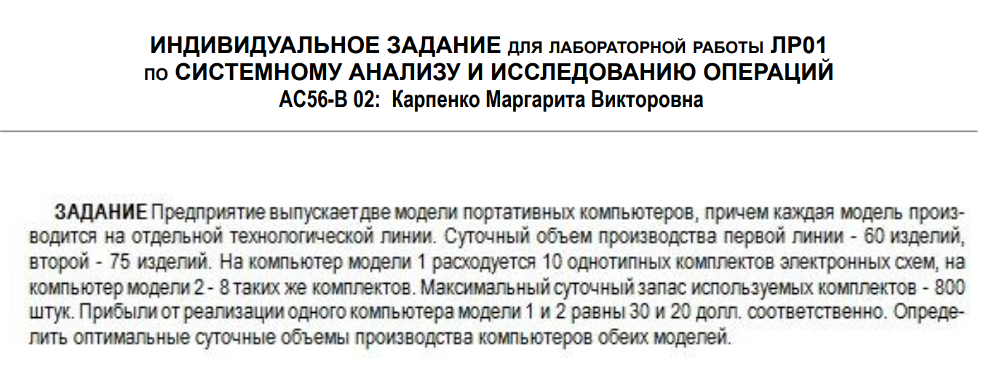 ИНДИВИДУАЛЬНОЕ ЗАДАНИЕ ДЛЯ ЛАБОРАТОРНОЙ РАБОТЫ ЛР01
ПО СИСТЕМНОМУ АНАЛИЗУ И ИССЛЕДОВАНИЮ ОПЕРАЦИЙ
АС56-В 02: Карпенко Маргарита Викторовна
ЗАДАНИЕ Предприятие выпускает две модели портативных компьютеров, причем каждая модель произ-
водится на отдельной технологической линии. Суточный объем производства первой линии - 60 изделий,
второй - 75 изделий. На компьютер модели 1 расходуется 10 однотипных комплектов электронных схем, на
компьютер модели 2 - 8 таких же комплектов. Максимальный суточный запас используемых комплектов - 800
штук. Прибыли от реализации одного компьютера модели 1 и 2 равны 30 и 20 долл. соответственно. Опреде-
лить оптимальные суточные объемы производства компьютеров обеих моделей.